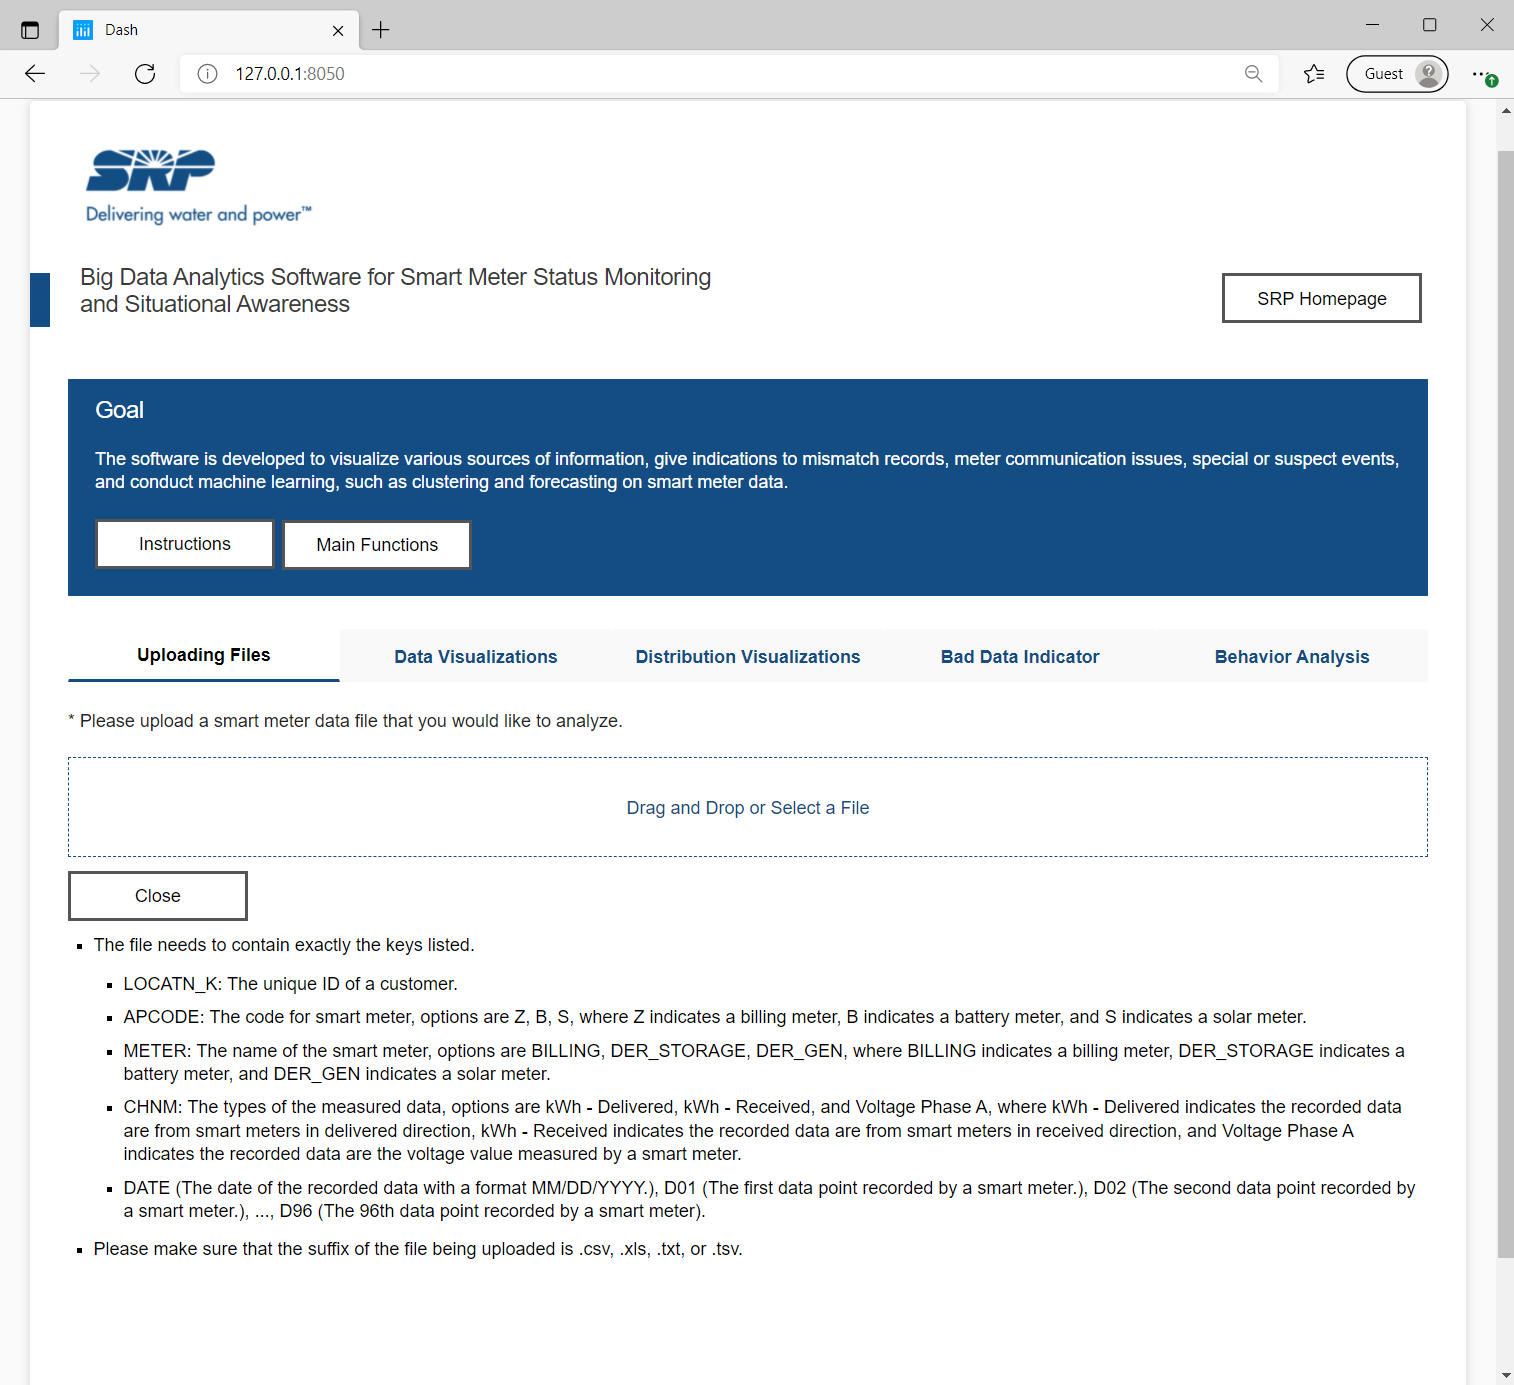 Dash
127.0.0.1:8050
Guest
SRP
Delivering water and power™
Big Data Analytics Software for Smart Meter Status Monitoring
and Situational Awareness
SRP Homepage
Goal
The software is developed to visualize various sources of information, give indications to mismatch records, meter communication issues, special or suspect events,
and conduct machine learning, such as clustering and forecasting on smart meter data.
Instructions
Main Functions
Uploading Files
Data Visualizations
Distribution Visualizations
Bad Data Indicator
Behavior Analysis
* Please upload a smart meter data file that you would like to analyze.
Drag and Drop or Select a File
Close
▪ The file needs to contain exactly the keys listed.
▪ LOCATN_K: The unique ID of a customer.
▪ APCODE: The code for smart meter, options are Z, B, S, where Z indicates a billing meter, B indicates a battery meter, and S indicates a solar meter.
▪ METER: The name of the smart meter, options are BILLING, DER_STORAGE, DER_GEN, where BILLING indicates a billing meter, DER_STORAGE indicates a
battery meter, and DER_GEN indicates a solar meter.
▪ CHNM: The types of the measured data, options are kWh - Delivered, kWh - Received, and Voltage Phase A, where kWh - Delivered indicates the recorded data
are from smart meters in delivered direction, kWh - Received indicates the recorded data are from smart meters in received direction, and Voltage Phase A
indicates the recorded data are the voltage value measured by a smart meter.
▪ DATE (The date of the recorded data with a format MM/DD/YYYY.), D01 (The first data point recorded by a smart meter.), D02 (The second data point recorded by
a smart meter.), ..., D96 (The 96th data point recorded by a smart meter).
▪ Please make sure that the suffix of the file being uploaded is .csv, .xls, .txt, or .tsv.